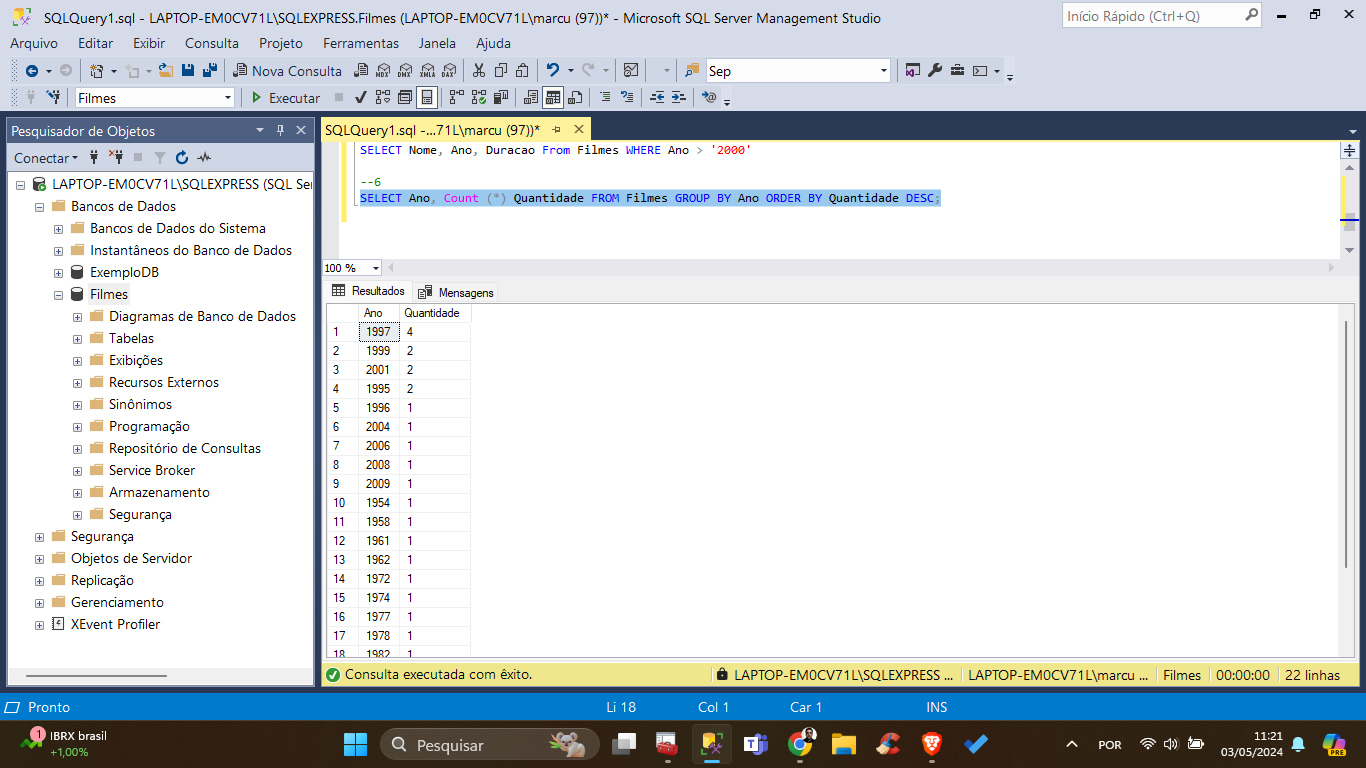 SQLQuery1.sql - LAPTOP-EM0CV71L\SQLEXPRESS.Filmes (LAPTOP-EM0CV71L\marcu (97))* - Microsoft SQL Server Management Studio
Início Rápido (Ctrl+Q)
Arquivo Editar Exibir Consulta Projeto Ferramentas Janela Ajuda
Nova Consulta MDX DMX XMLA DAX Sep
Filmes Executar
Pesquisador de Objetos
SQLQuery1.sql -...71L\marcu (97))*
Conectar
LAPTOP-EM0CV71L\SQLEXPRESS (SQL Se
Bancos de Dados
Bancos de Dados do Sistema
Instantâneos do Banco de Dados
ExemploDB
Filmes
Diagramas de Banco de Dados
Tabelas
Exibições
Recursos Externos
Sinônimos
Programação
Repositório de Consultas
Service Broker
Armazenamento
Segurança
Segurança
Objetos de Servidor
Replicação
Gerenciamento
XEvent Profiler
SELECT Nome, Ano, Duracao From Filmes WHERE Ano > '2000'
--6
SELECT Ano, Count (*) Quantidade FROM Filmes GROUP BY Ano ORDER BY Quantidade DESC;
100 %
Resultados Mensagens
Ano Quantidade
1 1997 4
2 1999 2
3 2001 2
4 1995 2
5 1996 1
6 2004 1
7 2006 1
8 2008 1
9 2009 1
10 1954 1
11 1958 1
12 1961 1
13 1962 1
14 1972 1
15 1974 1
16 1977 1
17 1978 1
18 1982 1
Consulta executada com êxito. LAPTOP-EM0CV71L\SQLEXPRESS ... LAPTOP-EM0CV71L\marcu ... Filmes 00:00:00 22 linhas
Pronto Li 18 Col 1 Car 1 INS
1 IBRX brasil
+1,00%
Pesquisar
POR
11:21
03/05/2024
PRE